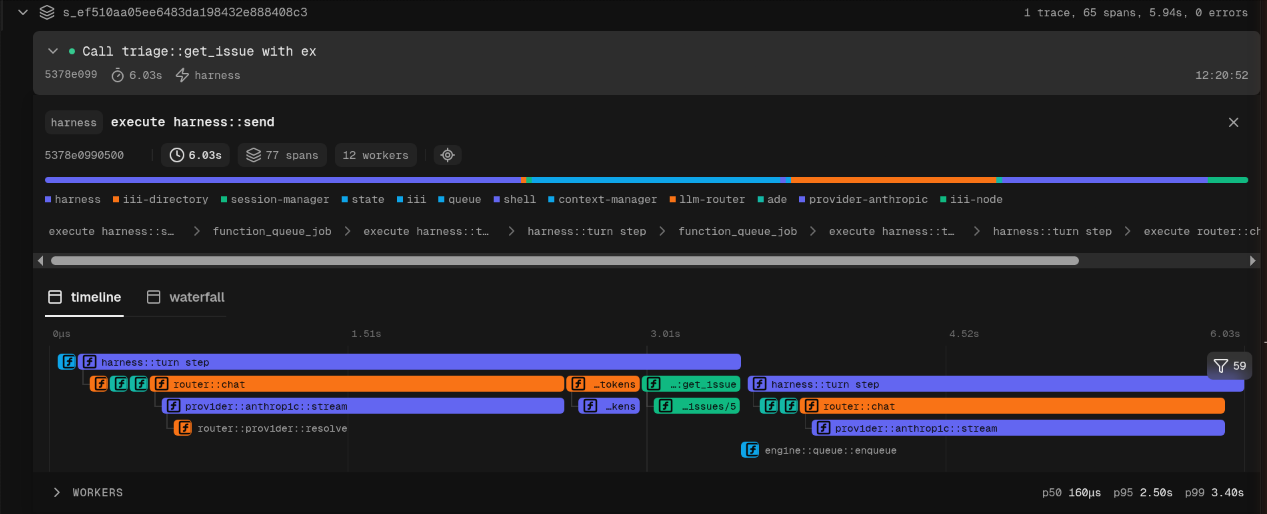 s_ef510aa05ee6483da198432e888408c3 1 trace, 65 spans, 5.94s, 0 errors
Call triage::get_issue with ex
5378e099 6.03s harness 12:20:52
harness execute harness::send
5378e0990500 6.03s 77 spans 12 workers
harness iii-directory session-manager state iii queue shell context-manager llm-router ade provider-anthropic iii-node
execute harness::s… function_queue_job execute harness::t… harness::turn step function_queue_job execute harness::t… harness::turn step execute router::ch
timeline waterfall
0µs 1.51s 3.01s 4.52s 6.03s
harness::turn step 59
router::chat …tokens …:get_issue harness::turn step
provider::anthropic::stream …kens …issues/5 router::chat
router::provider::resolve provider::anthropic::stream
engine::queue::enqueue
WORKERS p50 160µs p95 2.50s p99 3.40s